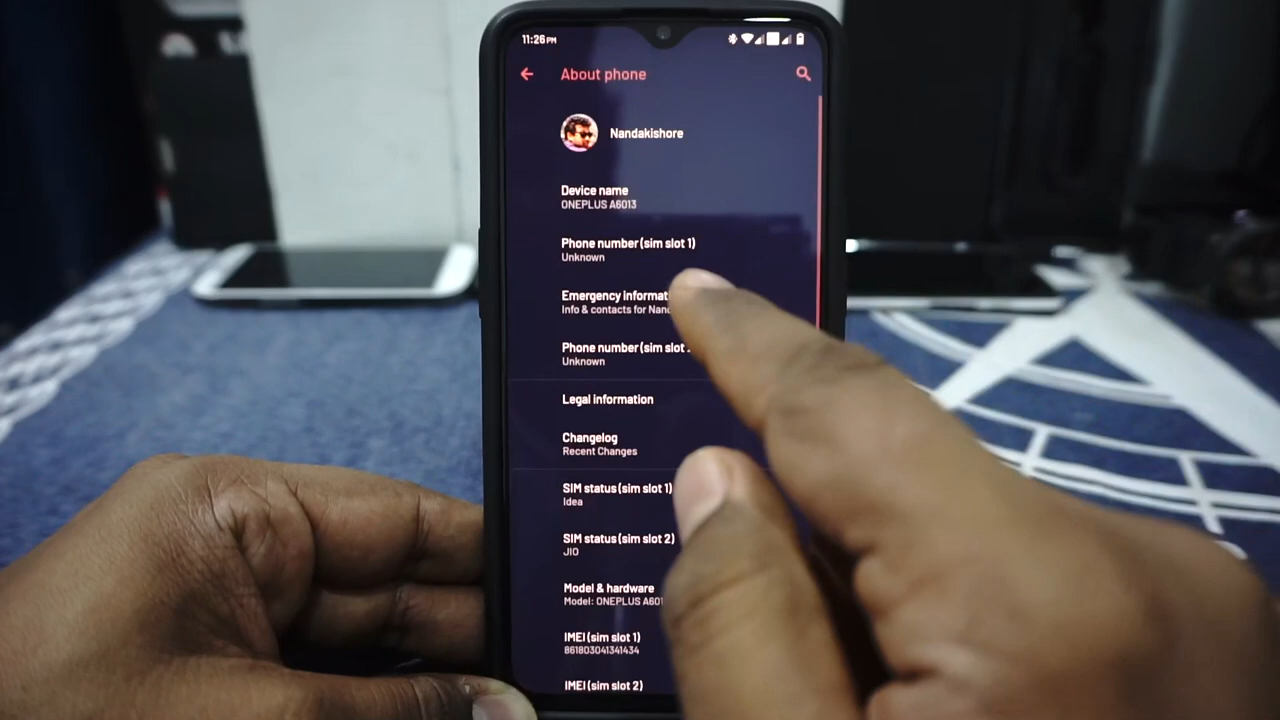 11:26 PM
About phone
Nandakishore
Device name
ONEPLUS A6013
Phone number (sim slot 1)
Unknown
Emergency informat
Info & contacts for Nand
Phone number (sim slot
Unknown
Legal information
Changelog
Recent Changes
SIM status (sim slot 1)
Idea
SIM status (sim slot 2)
JIO
Model & hardware
Model: ONEPLUS A601
IMEI (sim slot 1)
861803041341434
IMEI (sim slot 2)